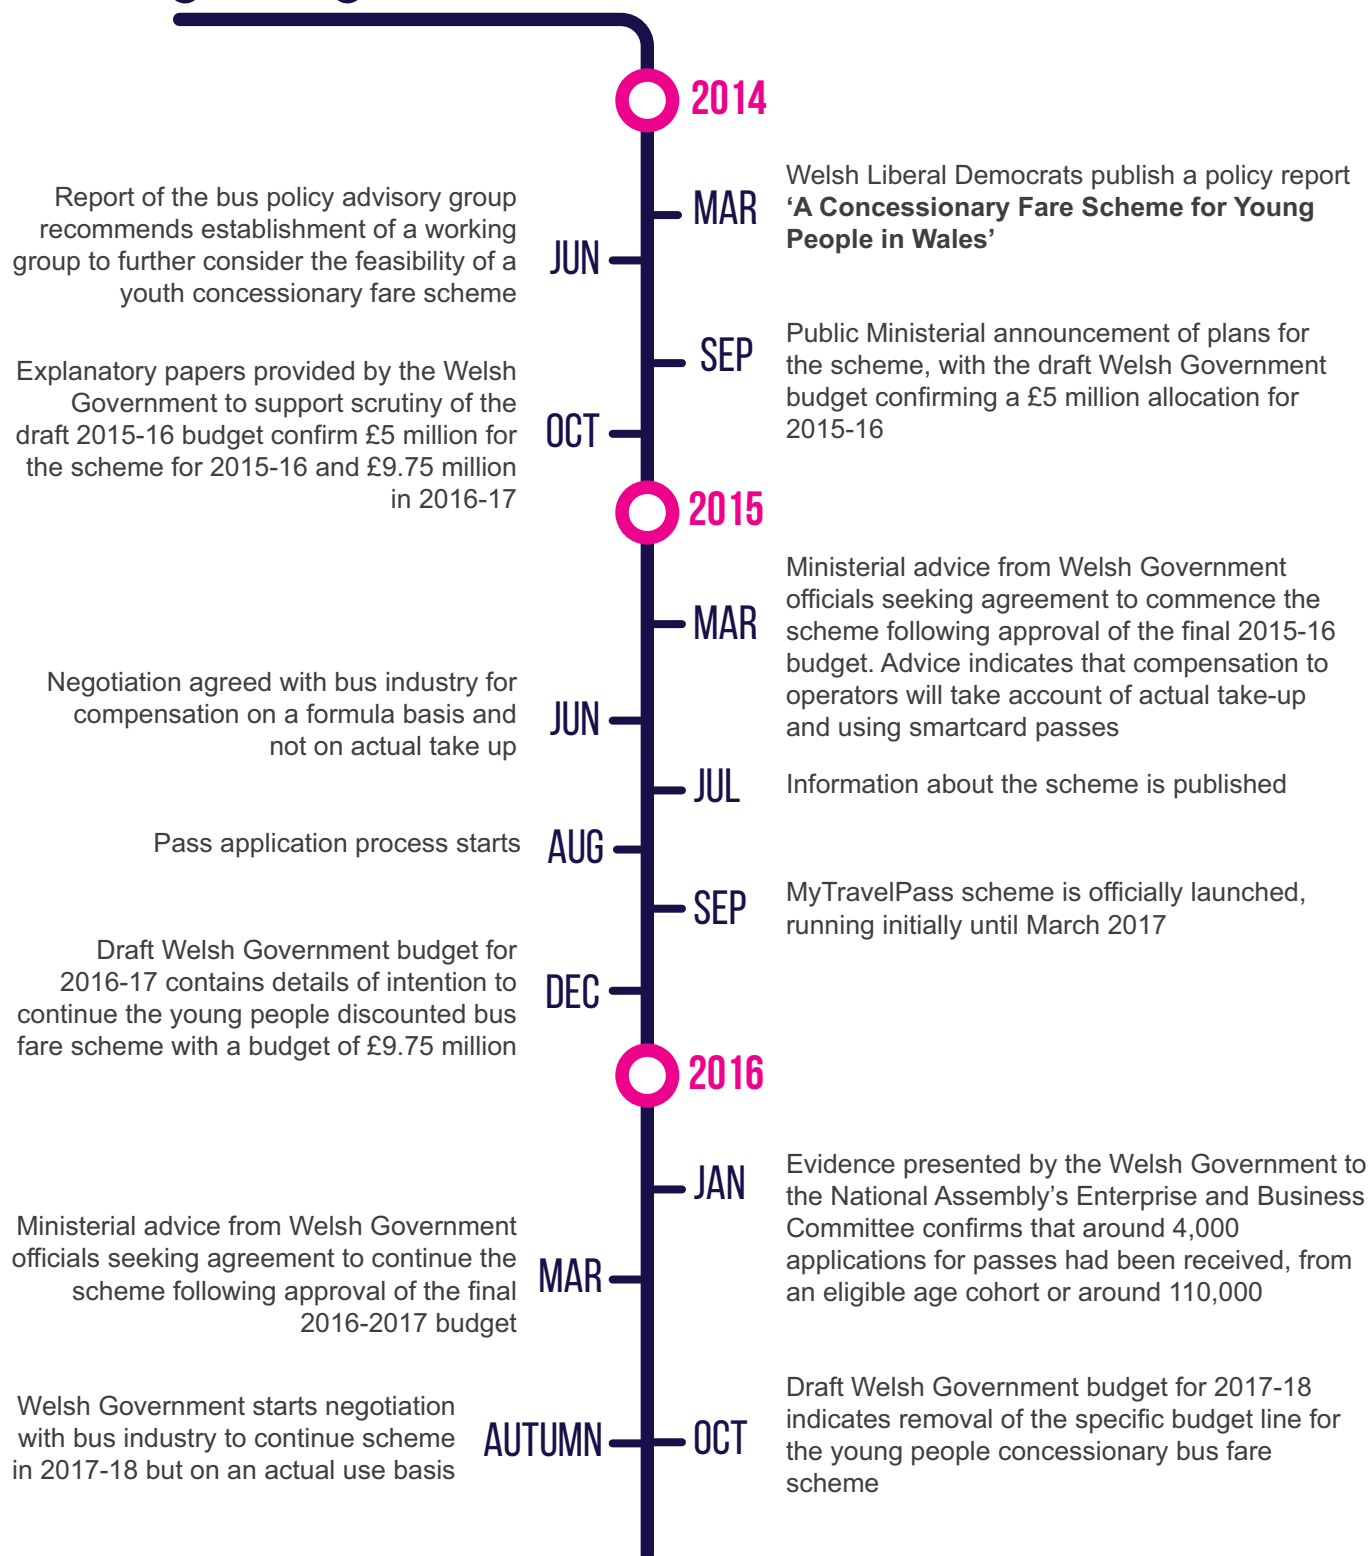 2014
MAR
Welsh Liberal Democrats publish a policy report
‘A Concessionary Fare Scheme for Young
People in Wales’
Report of the bus policy advisory group
recommends establishment of a working
group to further consider the feasibility of a
youth concessionary fare scheme
JUN
SEP
Public Ministerial announcement of plans for
the scheme, with the draft Welsh Government
budget confirming a £5 million allocation for
2015-16
Explanatory papers provided by the Welsh
Government to support scrutiny of the
draft 2015-16 budget confirm £5 million for
the scheme for 2015-16 and £9.75 million
in 2016-17
OCT
2015
MAR
Ministerial advice from Welsh Government
officials seeking agreement to commence the
scheme following approval of the final 2015-16
budget. Advice indicates that compensation to
operators will take account of actual take-up
and using smartcard passes
Negotiation agreed with bus industry for
compensation on a formula basis and
not on actual take up
JUN
JUL
Information about the scheme is published
Pass application process starts
AUG
SEP
MyTravelPass scheme is officially launched,
running initially until March 2017
Draft Welsh Government budget for
2016-17 contains details of intention to
continue the young people discounted bus
fare scheme with a budget of £9.75 million
DEC
2016
JAN
Evidence presented by the Welsh Government to
the National Assembly’s Enterprise and Business
Committee confirms that around 4,000
applications for passes had been received, from
an eligible age cohort or around 110,000
Ministerial advice from Welsh Government
officials seeking agreement to continue the
scheme following approval of the final
2016-2017 budget
MAR
Welsh Government starts negotiation
with bus industry to continue scheme
in 2017-18 but on an actual use basis
AUTUMN
OCT
Draft Welsh Government budget for 2017-18
indicates removal of the specific budget line for
the young people concessionary bus fare
scheme